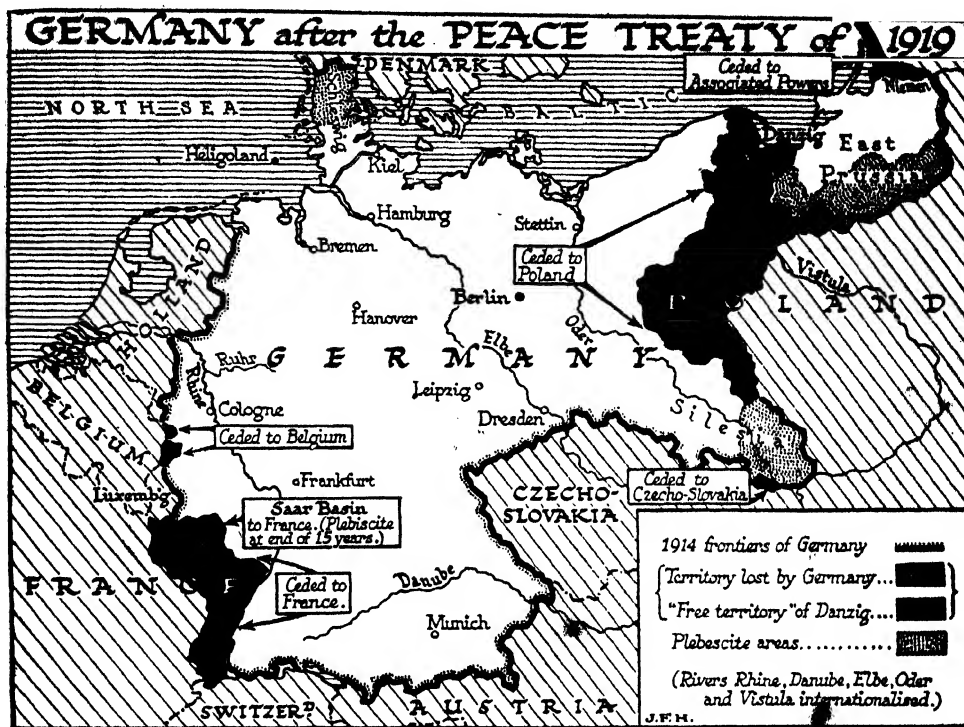 GERMANY after the PEACE TREATY of 1919
DENMARK
Ceded to
Associated Powers
Niemen
NORTH SEA
BALTIC
Danzig
East
Prussia
Heligoland
Kiel
Hamburg
Stettin
Bremen
Ceded to
Poland
Vistula
HOLLAND
Berlin
POLAND
Hanover
Elbe
Oder
GERMANY
Ruhr
Rhine
Leipzig
BELGIUM
Cologne
Dresden
Silesia
Ceded to Belgium
Luxembg
Frankfurt
CZECHO-
SLOVAKIA
Ceded to
Czecho-Slovakia
Saar Basin
to France. (Plebiscite
at end of 15 years.)
FRANCE
Ceded to
France.
Danube
Munich
SWITZERD
AUSTRIA
1914 frontiers of Germany
Territory lost by Germany...
"Free territory" of Danzig...
Plebescite areas............
(Rivers Rhine, Danube, Elbe, Oder
and Vistula internationalised.)
J.F.H.